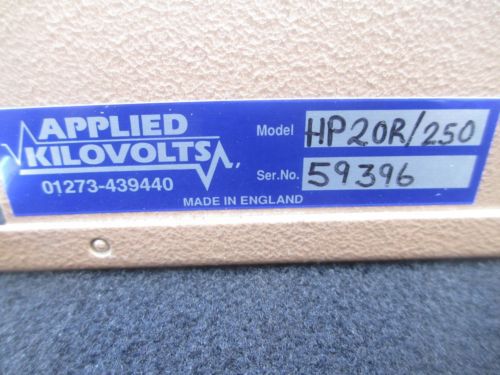 APPLIED
KILOVOLTS
01273-439440
Model HP20R/250
Ser.No. 59396
MADE IN ENGLAND